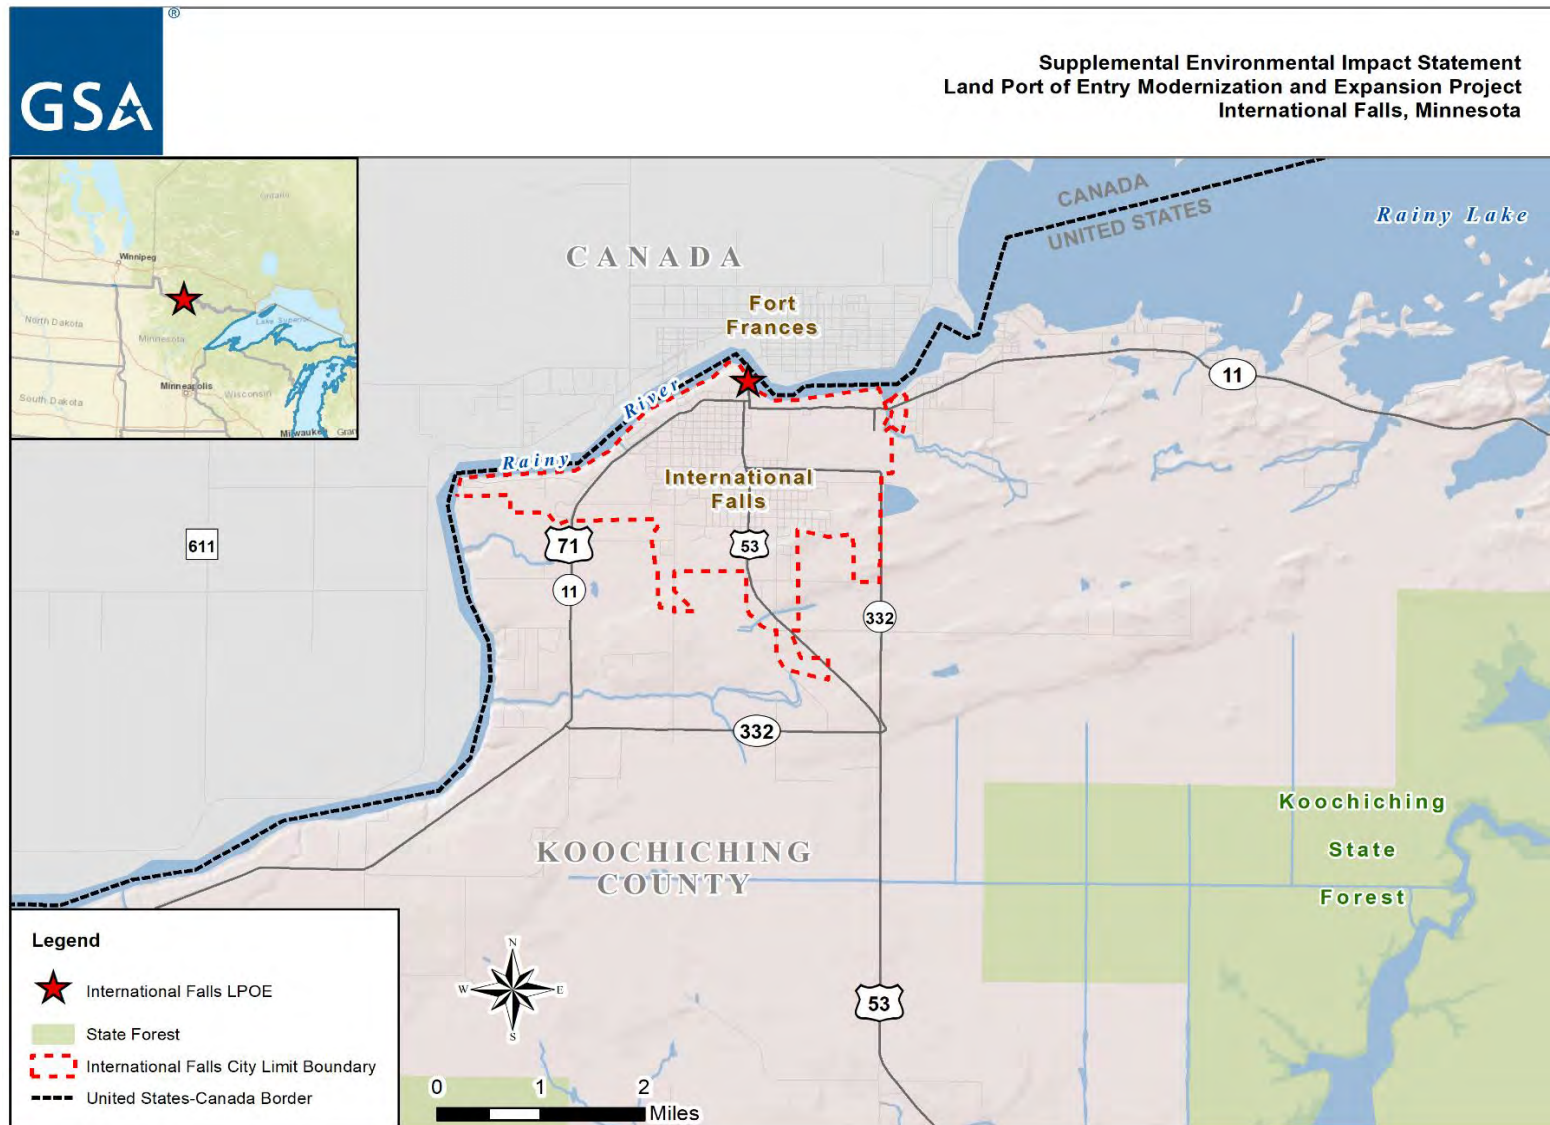 ®
GSA
Supplemental Environmental Impact Statement
Land Port of Entry Modernization and Expansion Project
International Falls, Minnesota
Ontario
Winnipeg
North Dakota
Minnesota
Lake Superior
Minneapolis
Wisconsin
South Dakota
Milwaukee
CANADA
CANADA
UNITED STATES
Rainy Lake
Fort
Frances
11
Rainy River
International
Falls
611
71
53
11
332
332
Koochiching
State
Forest
KOOCHICHING
COUNTY
53
Legend
International Falls LPOE
State Forest
International Falls City Limit Boundary
United States-Canada Border
N
W E
S
0 1 2
Miles